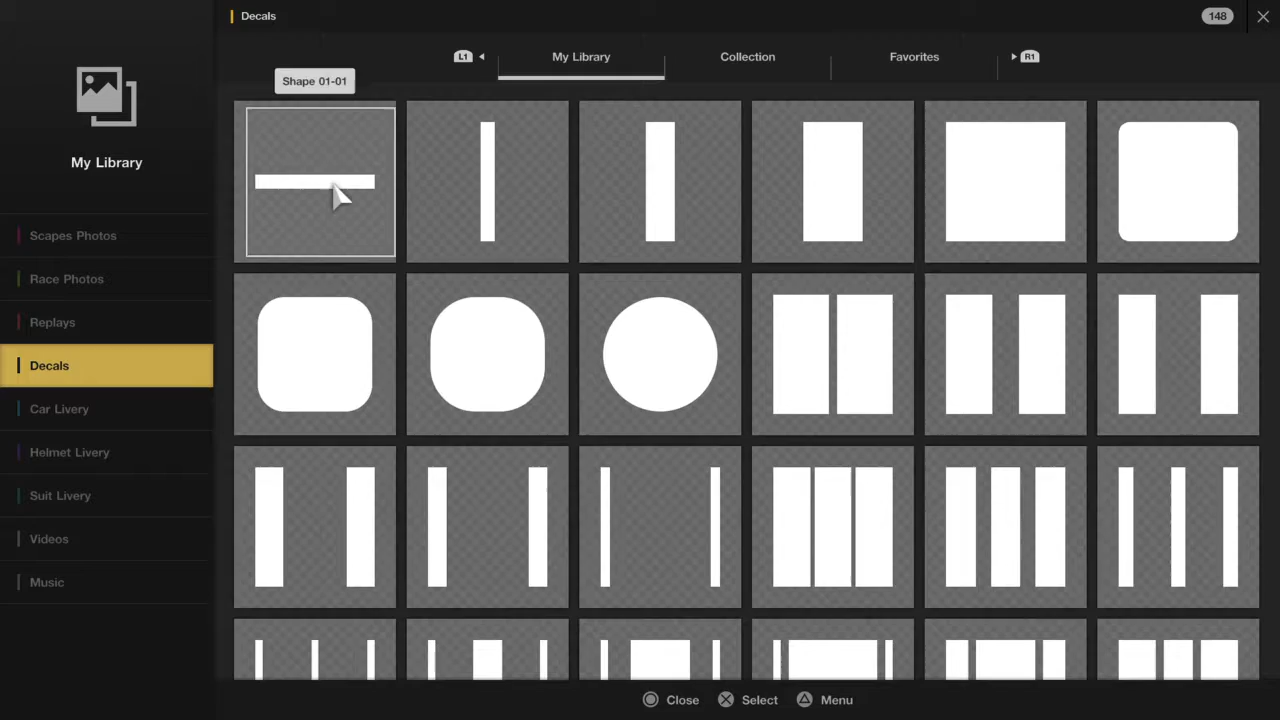 Decals
148
L1
My Library
Collection
Favorites
R1
Shape 01-01
My Library
Scapes Photos
Race Photos
Replays
Decals
Car Livery
Helmet Livery
Suit Livery
Videos
Music
Close
Select
Menu